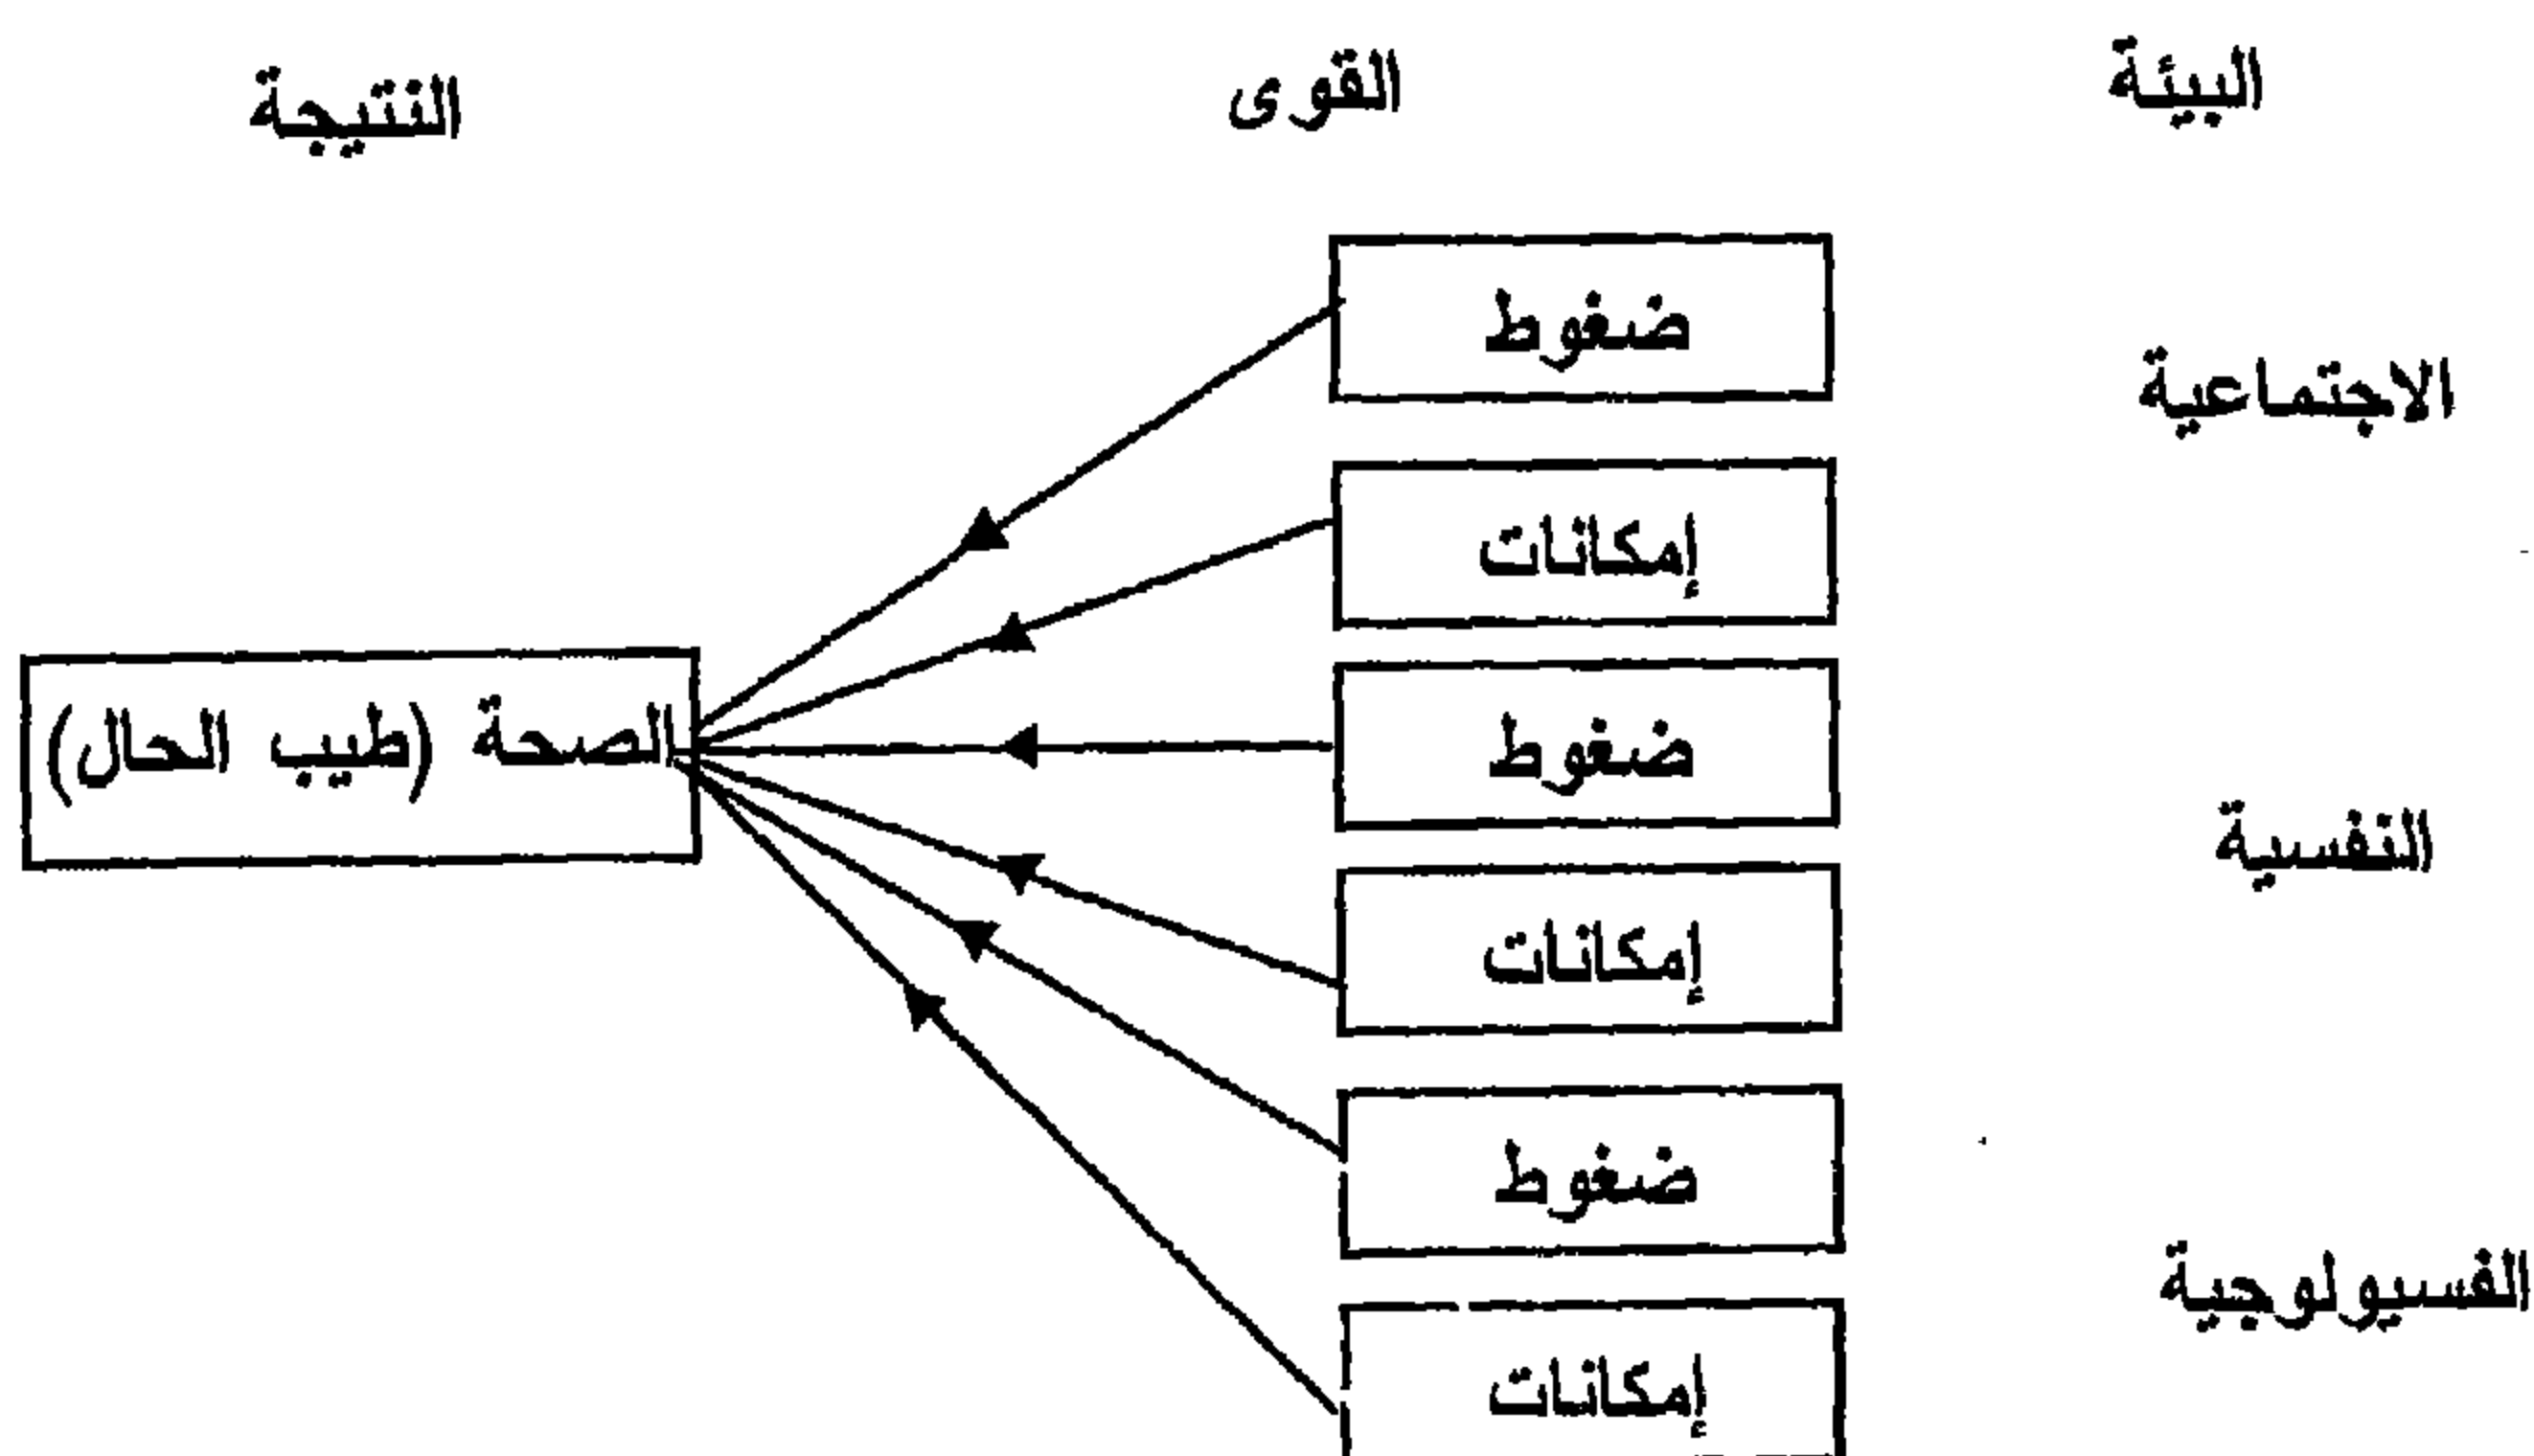 البيئة
القوى
النتيجة
ضغوط
الاجتماعية
إمكانات
ضغوط
الصحة (طيب الحال)
النفسية
إمكانات
ضغوط
الفسيولوجية
إمكانات